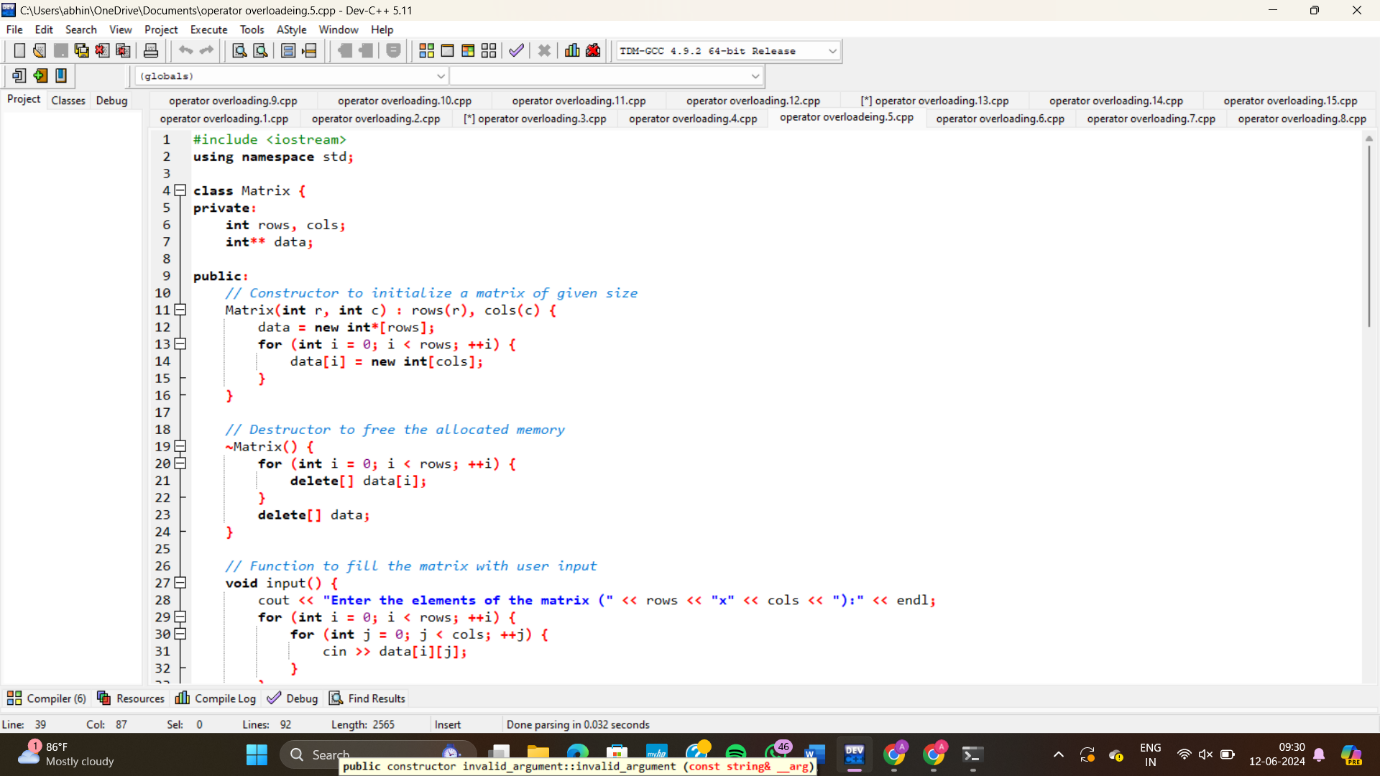 C:\Users\abhin\OneDrive\Documents\operator overloadeing.5.cpp - Dev-C++ 5.11
File Edit Search View Project Execute Tools AStyle Window Help
TDM-GCC 4.9.2 64-bit Release
(globals)
Project Classes Debug
operator overloading.9.cpp operator overloading.10.cpp operator overloading.11.cpp operator overloading.12.cpp [*] operator overloading.13.cpp operator overloading.14.cpp operator overloading.15.cpp
operator overloading.1.cpp operator overloading.2.cpp [*] operator overloading.3.cpp operator overloading.4.cpp operator overloadeing.5.cpp operator overloading.6.cpp operator overloading.7.cpp operator overloading.8.cpp
1 #include <iostream>
2 using namespace std;
3
4 class Matrix {
5 private:
6 int rows, cols;
7 int** data;
8
9 public:
10 // Constructor to initialize a matrix of given size
11 Matrix(int r, int c) : rows(r), cols(c) {
12 data = new int*[rows];
13 for (int i = 0; i < rows; ++i) {
14 data[i] = new int[cols];
15 }
16 }
17
18 // Destructor to free the allocated memory
19 ~Matrix() {
20 for (int i = 0; i < rows; ++i) {
21 delete[] data[i];
22 }
23 delete[] data;
24 }
25
26 // Function to fill the matrix with user input
27 void input() {
28 cout << "Enter the elements of the matrix (" << rows << "x" << cols << "):" << endl;
29 for (int i = 0; i < rows; ++i) {
30 for (int j = 0; j < cols; ++j) {
31 cin >> data[i][j];
32 }
Compiler (6) Resources Compile Log Debug Find Results
Line: 39 Col: 87 Sel: 0 Lines: 92 Length: 2565 Insert Done parsing in 0.032 seconds
1
86°F
Mostly cloudy
Search
public constructor invalid_argument::invalid_argument (const string& __arg)
myhp
46
W
DEV
ENG
IN
09:30
12-06-2024
PRE